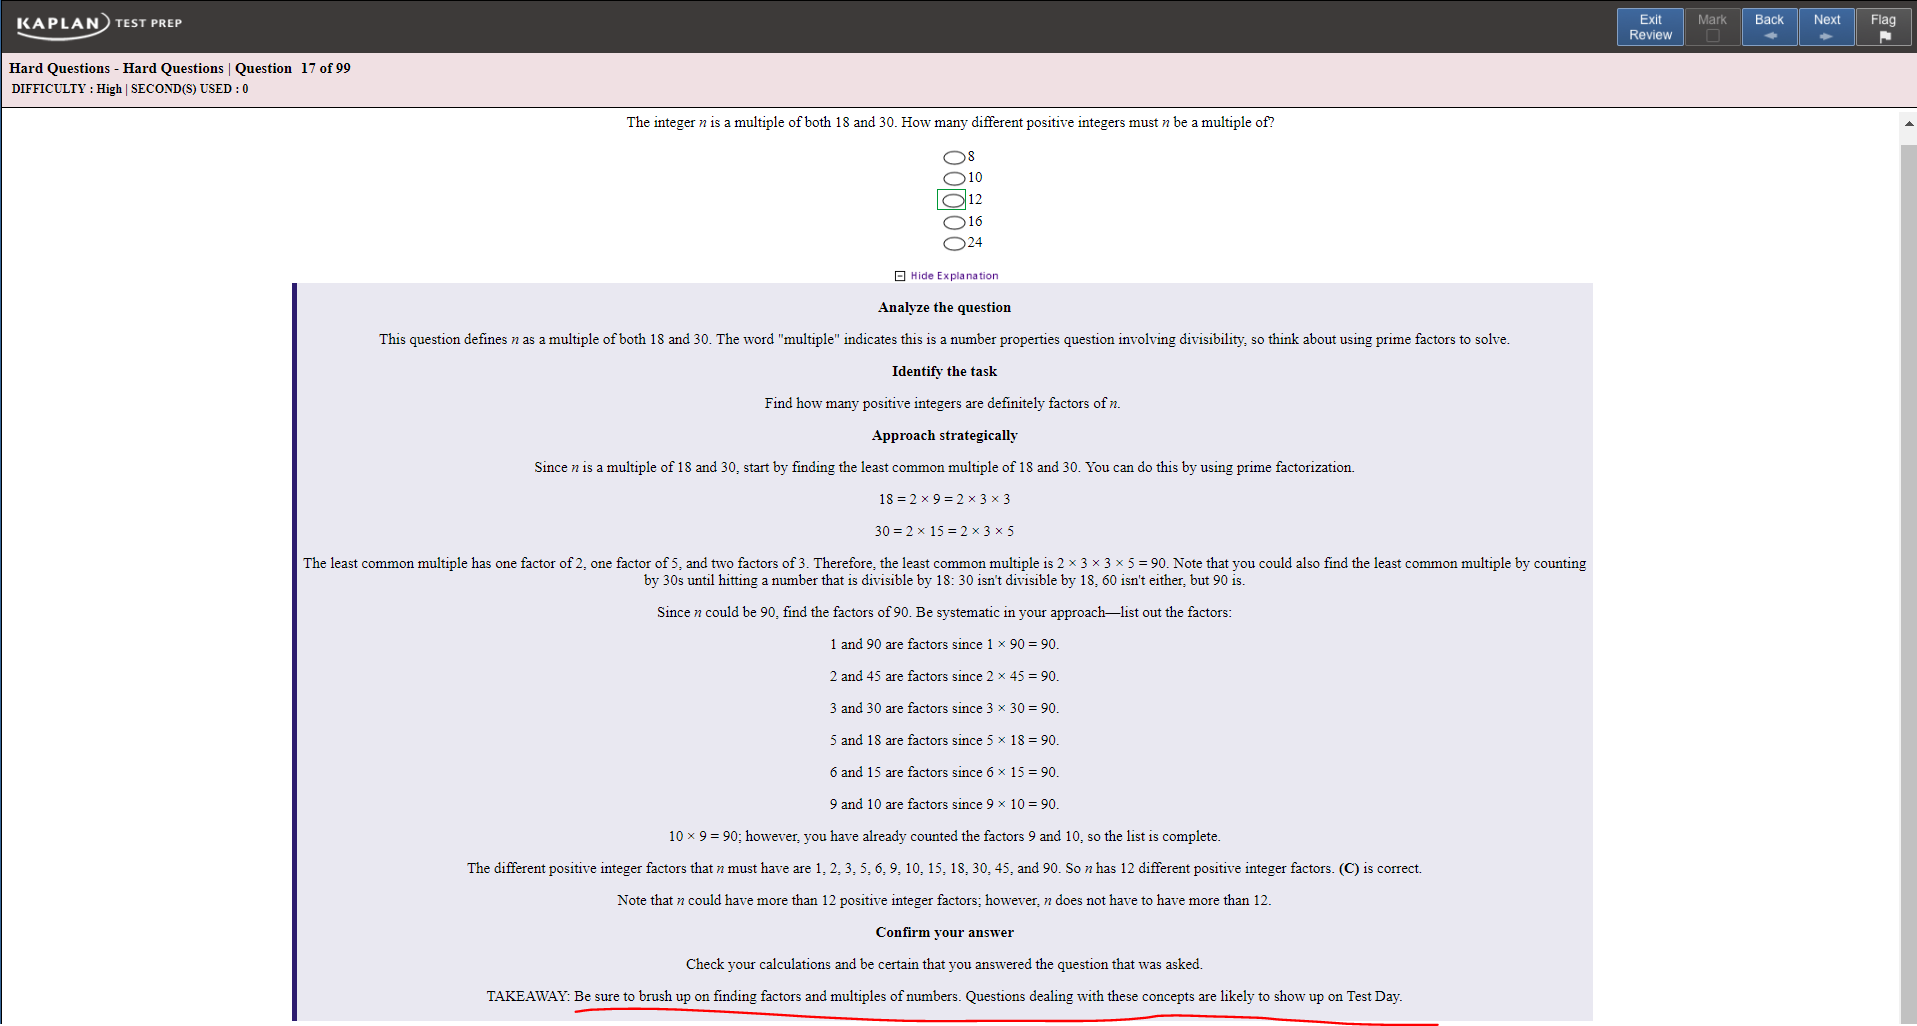 KAPLAN TEST PREP
Exit Review
Mark
Back
Next
Flag
Hard Questions - Hard Questions | Question 17 of 99
DIFFICULTY : High | SECOND(S) USED : 0
The integer n is a multiple of both 18 and 30. How many different positive integers must n be a multiple of?
8
10
12
16
24
Hide Explanation
Analyze the question
This question defines n as a multiple of both 18 and 30. The word "multiple" indicates this is a number properties question involving divisibility, so think about using prime factors to solve.
Identify the task
Find how many positive integers are definitely factors of n.
Approach strategically
Since n is a multiple of 18 and 30, start by finding the least common multiple of 18 and 30. You can do this by using prime factorization.
18 = 2 × 9 = 2 × 3 × 3
30 = 2 × 15 = 2 × 3 × 5
The least common multiple has one factor of 2, one factor of 5, and two factors of 3. Therefore, the least common multiple is 2 × 3 × 3 × 5 = 90. Note that you could also find the least common multiple by counting
by 30s until hitting a number that is divisible by 18: 30 isn't divisible by 18, 60 isn't either, but 90 is.
Since n could be 90, find the factors of 90. Be systematic in your approach—list out the factors:
1 and 90 are factors since 1 × 90 = 90.
2 and 45 are factors since 2 × 45 = 90.
3 and 30 are factors since 3 × 30 = 90.
5 and 18 are factors since 5 × 18 = 90.
6 and 15 are factors since 6 × 15 = 90.
9 and 10 are factors since 9 × 10 = 90.
10 × 9 = 90; however, you have already counted the factors 9 and 10, so the list is complete.
The different positive integer factors that n must have are 1, 2, 3, 5, 6, 9, 10, 15, 18, 30, 45, and 90. So n has 12 different positive integer factors. (C) is correct.
Note that n could have more than 12 positive integer factors; however, n does not have to have more than 12.
Confirm your answer
Check your calculations and be certain that you answered the question that was asked.
TAKEAWAY: Be sure to brush up on finding factors and multiples of numbers. Questions dealing with these concepts are likely to show up on Test Day.